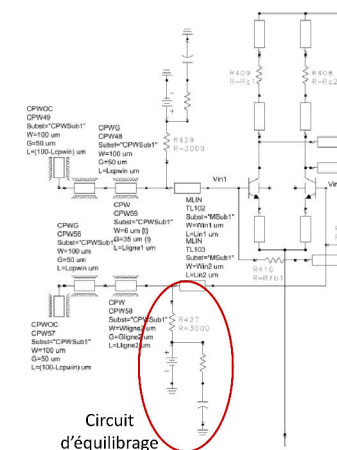 R409
R=Rc1
R408
R=Rc2
CPWOC
CPW49
Subst="CPWSub1"
W=100 um
G=50 um
L=(100-Lcpwin) um
CPWG
CPW48
Subst="CPWSub1"
W=100 um
G=50 um
L=Lcpwin um
R429
R=3000
Vin1
CPW
CPW59
Subst="CPWSub1"
W=6 um {t}
G=35 um {t}
L=Lligne1 um
MLIN
TL102
Subst="MSub1"
W=Win1 um
L=Lin1 um
CPWG
CPW56
Subst="CPWSub1"
W=100 um
G=50 um
L=Lcpwin um
MLIN
TL103
Subst="MSub1"
W=Win2 um
L=Lin2 um
R416
R=Rfb1
CPW
CPW58
Subst="CPWSub1"
W=Wligne2 um
G=Gligne2 um
L=Lligne2 um
CPWOC
CPW57
Subst="CPWSub1"
W=100 um
G=50 um
L=(100-Lcpwin) um
R427
R=3000
Circuit
d'équilibrage